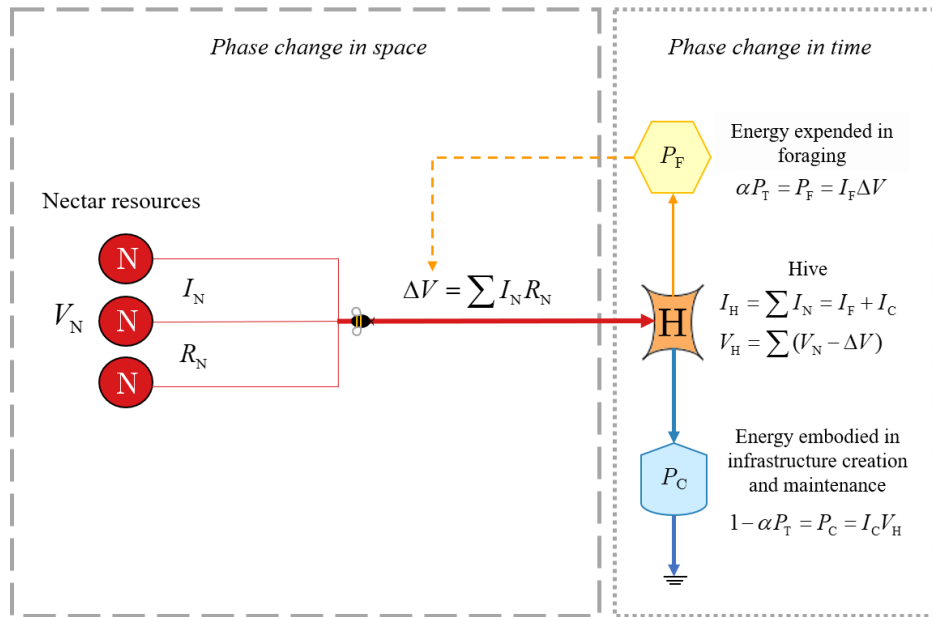 Phase change in space
Phase change in time
Nectar resources
N
N
N
V_N
I_N
R_N
ΔV = ∑ I_N R_N
P_F
Energy expended in
foraging
αP_T = P_F = I_F ΔV
H
Hive
I_H = ∑ I_N = I_F + I_C
V_H = ∑ (V_N − ΔV)
P_C
Energy embodied in
infrastructure creation
and maintenance
1 − αP_T = P_C = I_C V_H